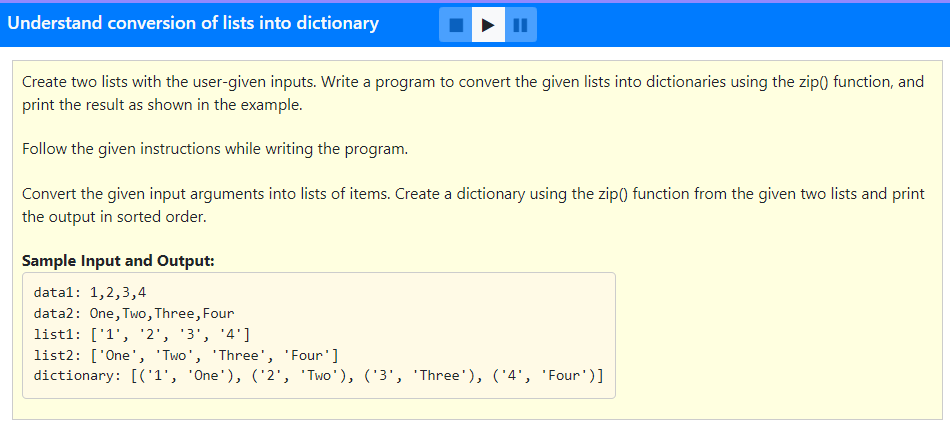 Understand conversion of lists into dictionary
Create two lists with the user-given inputs. Write a program to convert the given lists into dictionaries using the zip() function, and
print the result as shown in the example.
Follow the given instructions while writing the program.
Convert the given input arguments into lists of items. Create a dictionary using the zip() function from the given two lists and print
the output in sorted order.
Sample Input and Output:
data1: 1,2,3,4
data2: One,Two,Three,Four
list1: ['1', '2', '3', '4']
list2: ['One', 'Two', 'Three', 'Four']
dictionary: [('1', 'One'), ('2', 'Two'), ('3', 'Three'), ('4', 'Four')]